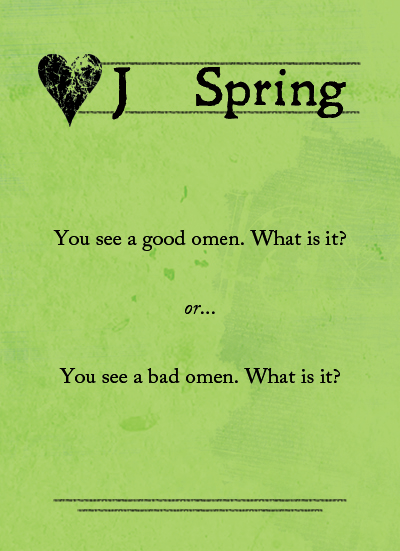 J Spring
You see a good omen. What is it?
or...
You see a bad omen. What is it?